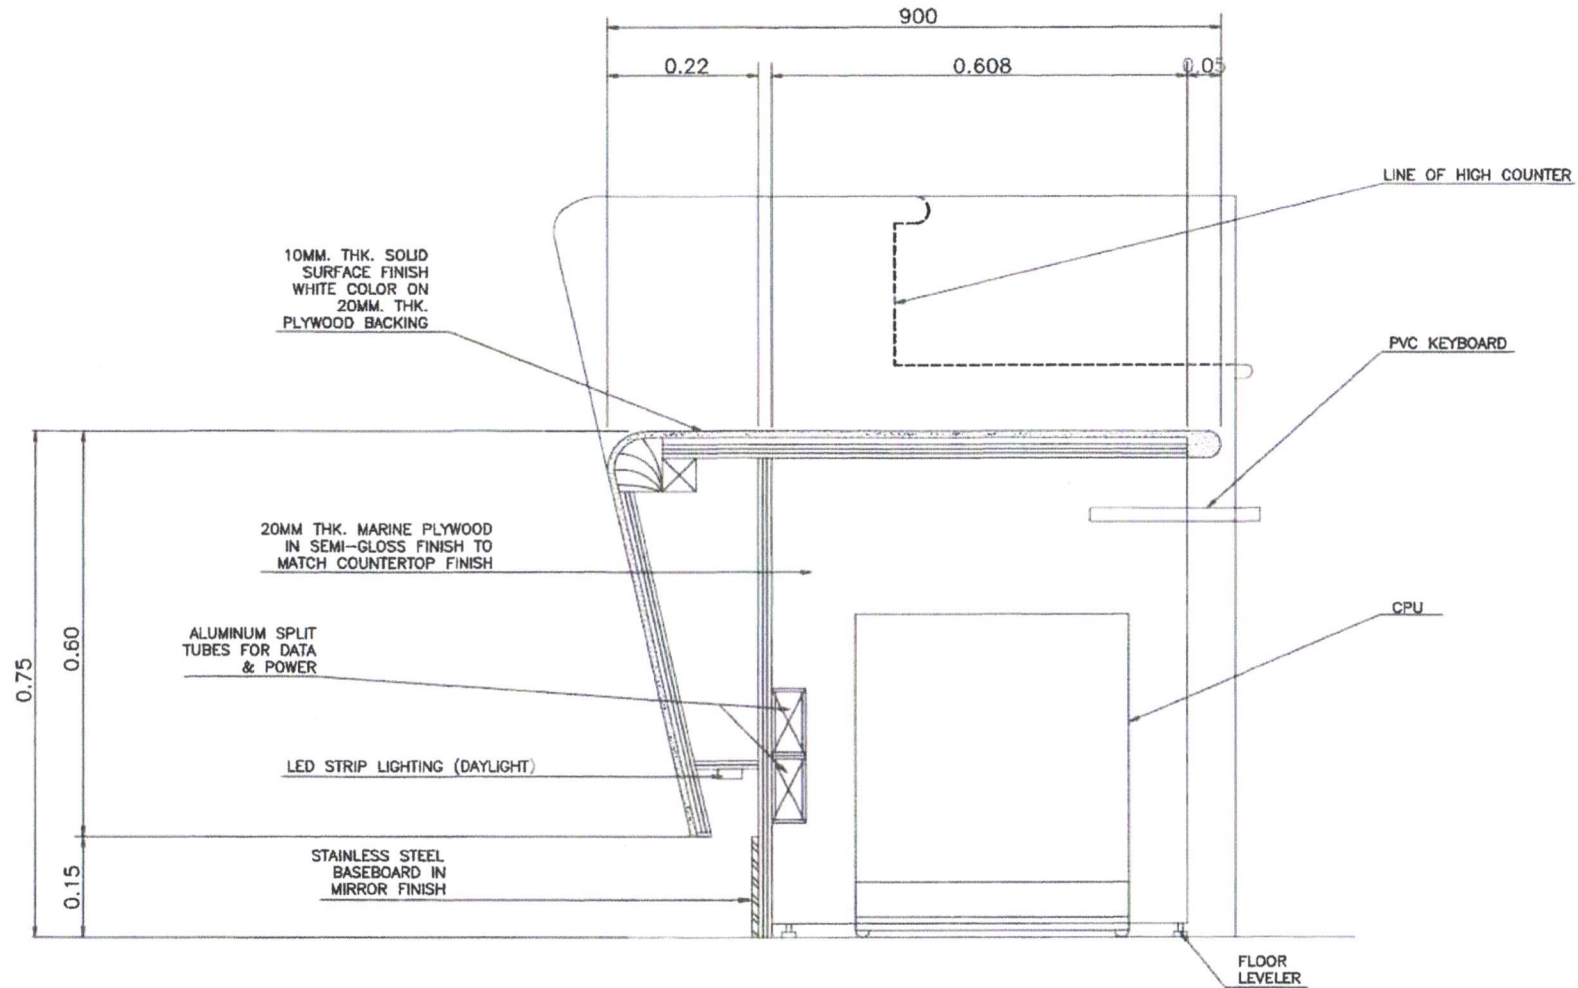 900
0.22
0.608
0.05
LINE OF HIGH COUNTER
10MM. THK. SOLID
SURFACE FINISH
WHITE COLOR ON
20MM. THK.
PLYWOOD BACKING
PVC KEYBOARD
20MM THK. MARINE PLYWOOD
IN SEMI-GLOSS FINISH TO
MATCH COUNTERTOP FINISH
CPU
ALUMINUM SPLIT
TUBES FOR DATA
& POWER
0.75
0.60
LED STRIP LIGHTING (DAYLIGHT)
STAINLESS STEEL
BASEBOARD IN
MIRROR FINISH
0.15
FLOOR
LEVELER